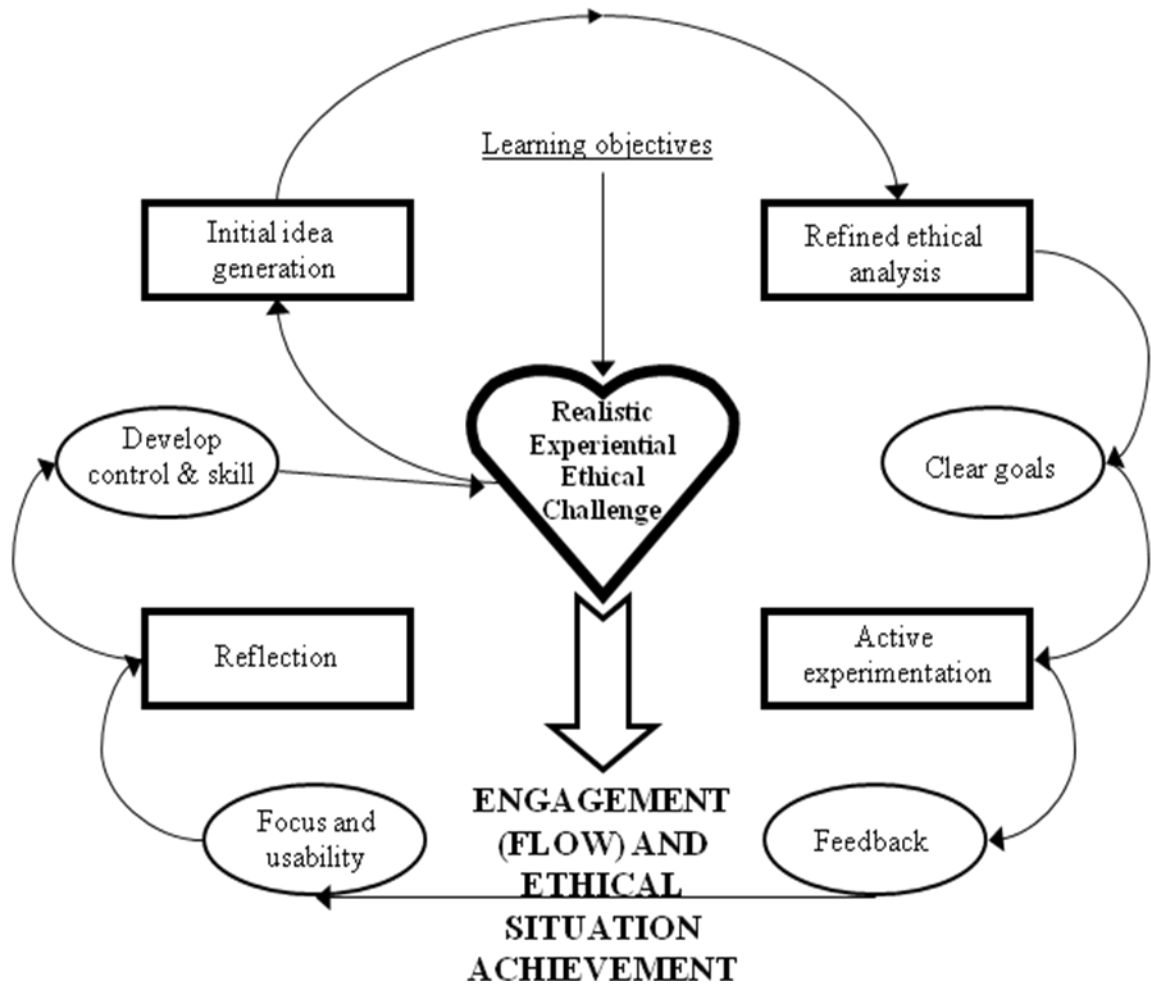 Learning objectives
Initial idea
generation
Refined ethical
analysis
Realistic
Experiential
Ethical
Challenge
Develop
control & skill
Clear goals
Reflection
Active
experimentation
Focus and
usability
Feedback
ENGAGEMENT
(FLOW) AND
ETHICAL
SITUATION
ACHIEVEMENT